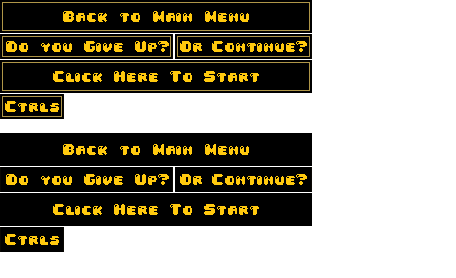 Back to Main Menu
Do you Give Up? Or Continue?
Click Here To Start
Ctrls
Back to Main Menu
Do you Give Up? Or Continue?
Click Here To Start
Ctrls